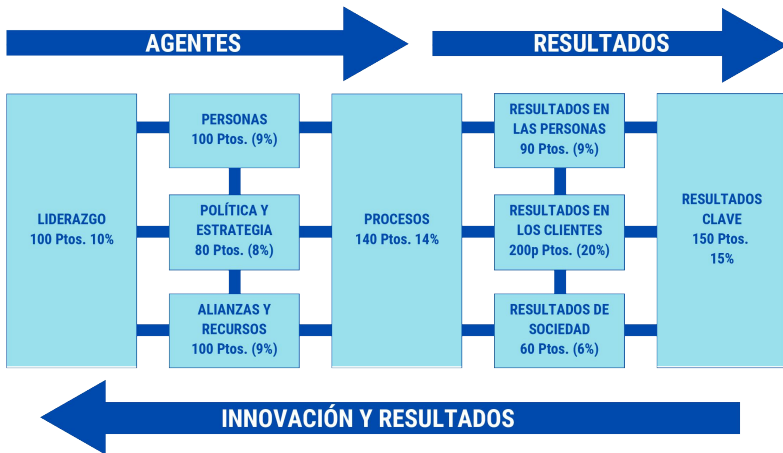 AGENTES
RESULTADOS
LIDERAZGO
100 Ptos. 10%
PERSONAS
100 Ptos. (9%)
POLÍTICA Y
ESTRATEGIA
80 Ptos. (8%)
ALIANZAS Y
RECURSOS
100 Ptos. (9%)
PROCESOS
140 Ptos. 14%
RESULTADOS EN
LAS PERSONAS
90 Ptos. (9%)
RESULTADOS EN
LOS CLIENTES
200p Ptos. (20%)
RESULTADOS DE
SOCIEDAD
60 Ptos. (6%)
RESULTADOS
CLAVE
150 Ptos.
15%
INNOVACIÓN Y RESULTADOS